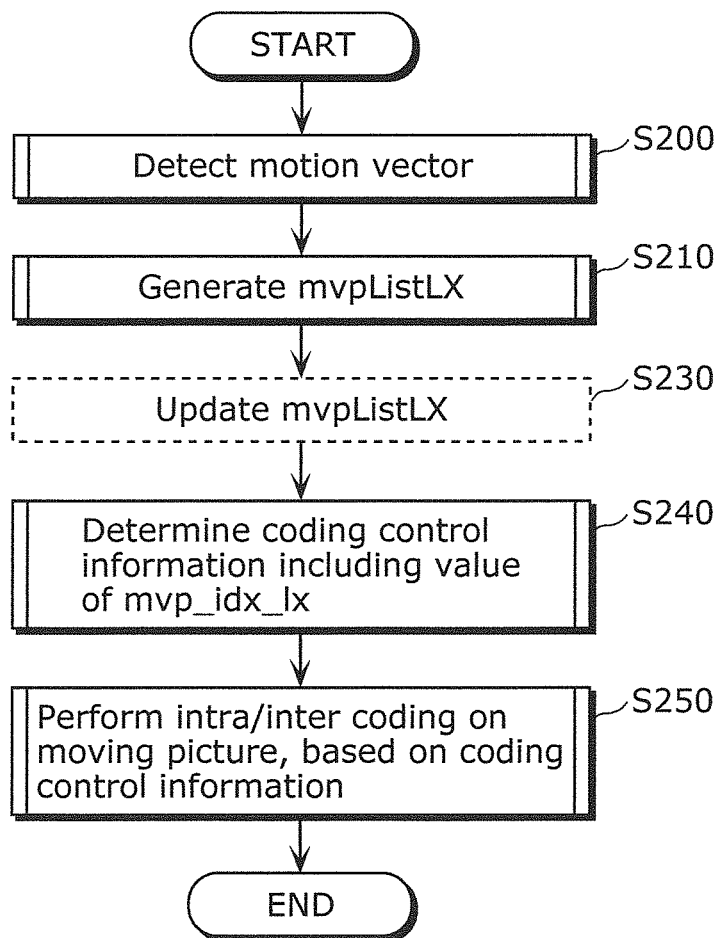 START
S200
Detect motion vector
S210
Generate mvpListLX
S230
Update mvpListLX
S240
Determine coding control
information including value
of mvp_idx_lx
S250
Perform intra/inter coding on
moving picture, based on coding
control information
END